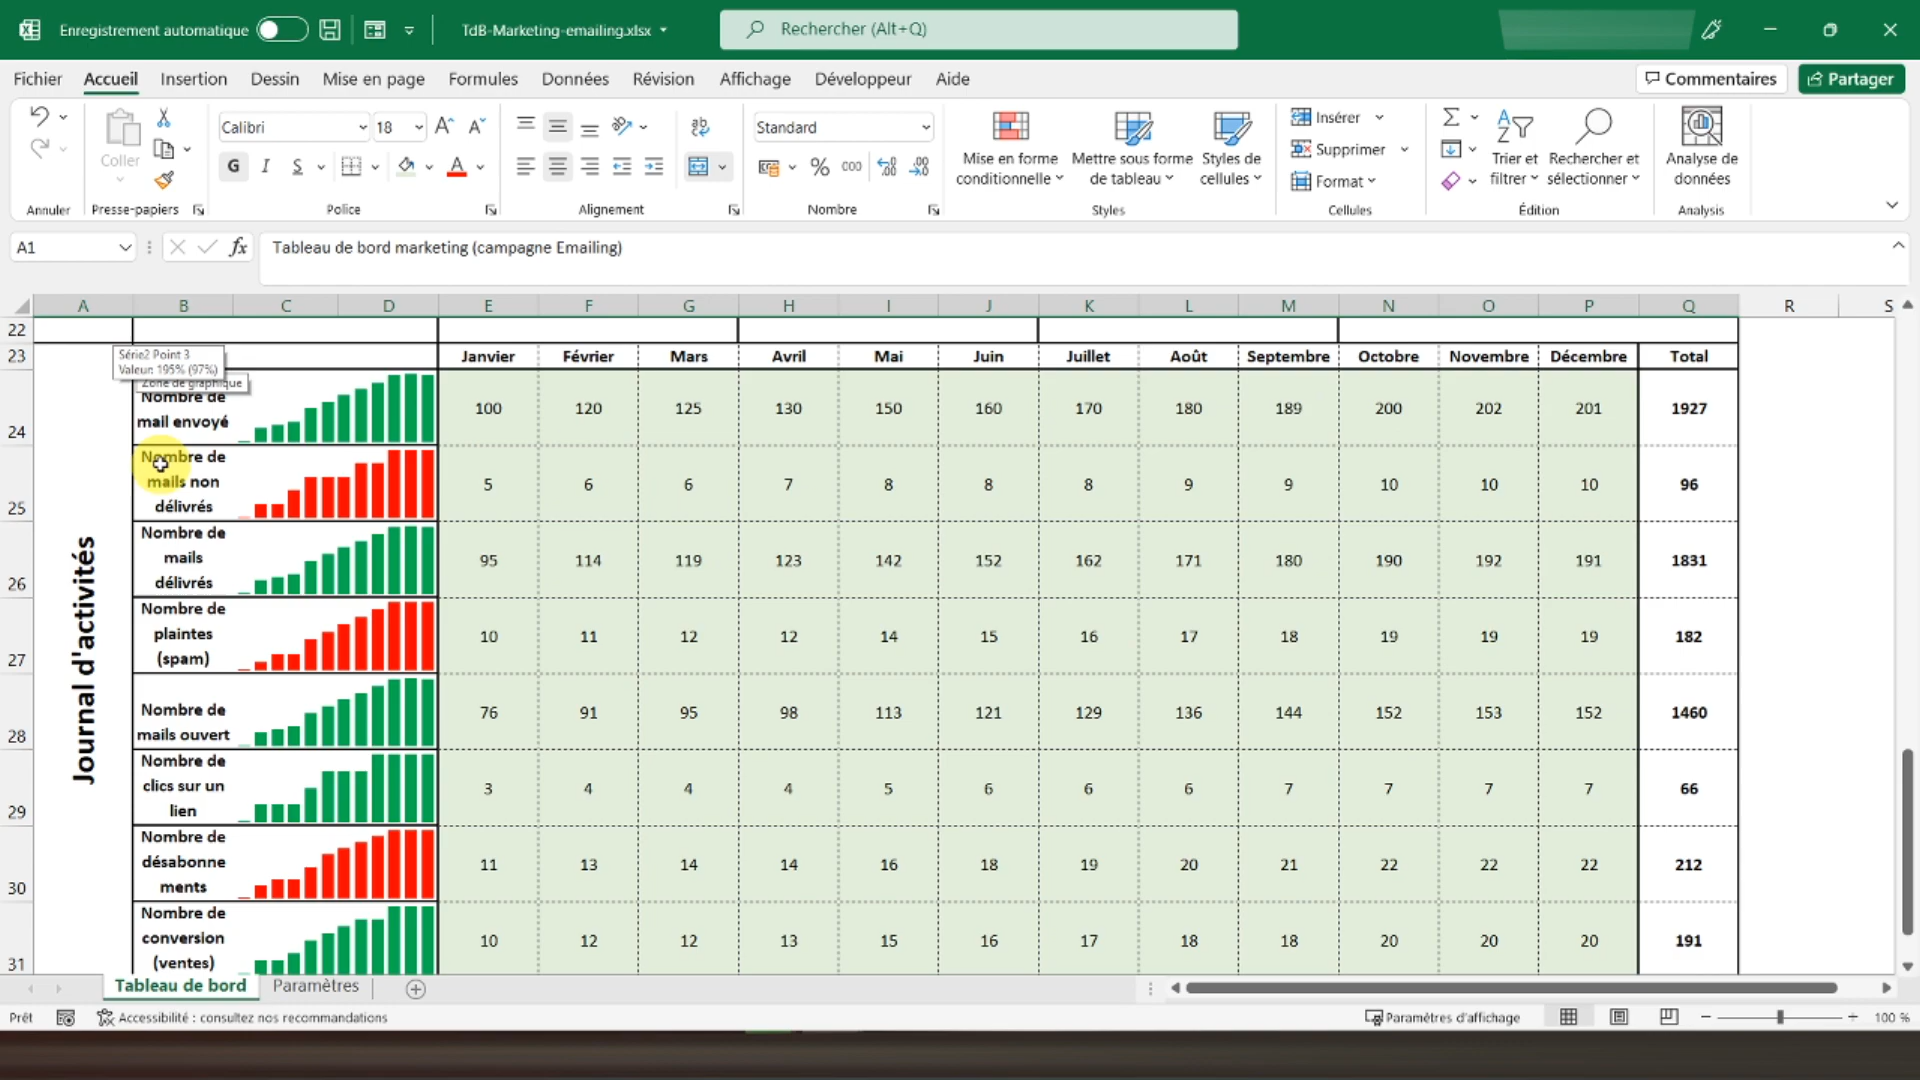 Enregistrement automatique
TdB-Marketing-emailing.xlsx
Rechercher (Alt+Q)
Fichier Accueil Insertion Dessin Mise en page Formules Données Révision Affichage Développeur Aide
Commentaires Partager
Coller
Calibri 18
G I S
Standard
% 000
Mise en forme
conditionnelle
Mettre sous forme
de tableau
Styles de
cellules
Insérer
Supprimer
Format
Trier et
filtrer
Rechercher et
sélectionner
Analyse de
données
Annuler Presse-papiers Police Alignement Nombre Styles Cellules Édition Analysis
A1 fx Tableau de bord marketing (campagne Emailing)
A B C D E F G H I J K L M N O P Q R S
22
23 Janvier Février Mars Avril Mai Juin Juillet Août Septembre Octobre Novembre Décembre Total
Série2 Point 3
Valeur: 195% (97%)
Zone de graphique
Journal d'activités
Nombre de
mail envoyé
24 100 120 125 130 150 160 170 180 189 200 202 201 1927
Nombre de
mails non
délivrés
25 5 6 6 7 8 8 8 9 9 10 10 10 96
Nombre de
mails
délivrés
26 95 114 119 123 142 152 162 171 180 190 192 191 1831
Nombre de
plaintes
(spam)
27 10 11 12 12 14 15 16 17 18 19 19 19 182
Nombre de
mails ouvert
28 76 91 95 98 113 121 129 136 144 152 153 152 1460
Nombre de
clics sur un
lien
29 3 4 4 4 5 6 6 6 7 7 7 7 66
Nombre de
désabonne
ments
30 11 13 14 14 16 18 19 20 21 22 22 22 212
Nombre de
conversion
(ventes)
31 10 12 12 13 15 16 17 18 18 20 20 20 191
Tableau de bord Paramètres
Prêt Accessibilité : consultez nos recommandations Paramètres d'affichage 100 %